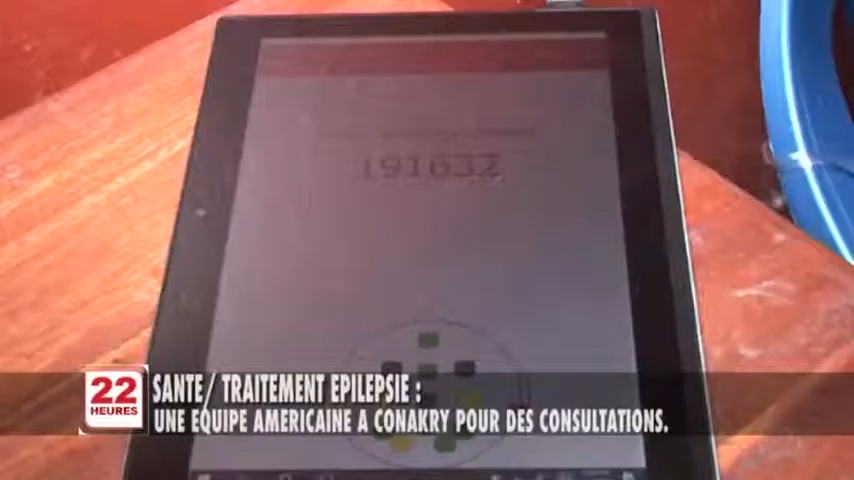 191632
22
HEURES
SANTE/ TRAITEMENT EPILEPSIE :
UNE EQUIPE AMERICAINE A CONAKRY POUR DES CONSULTATIONS.